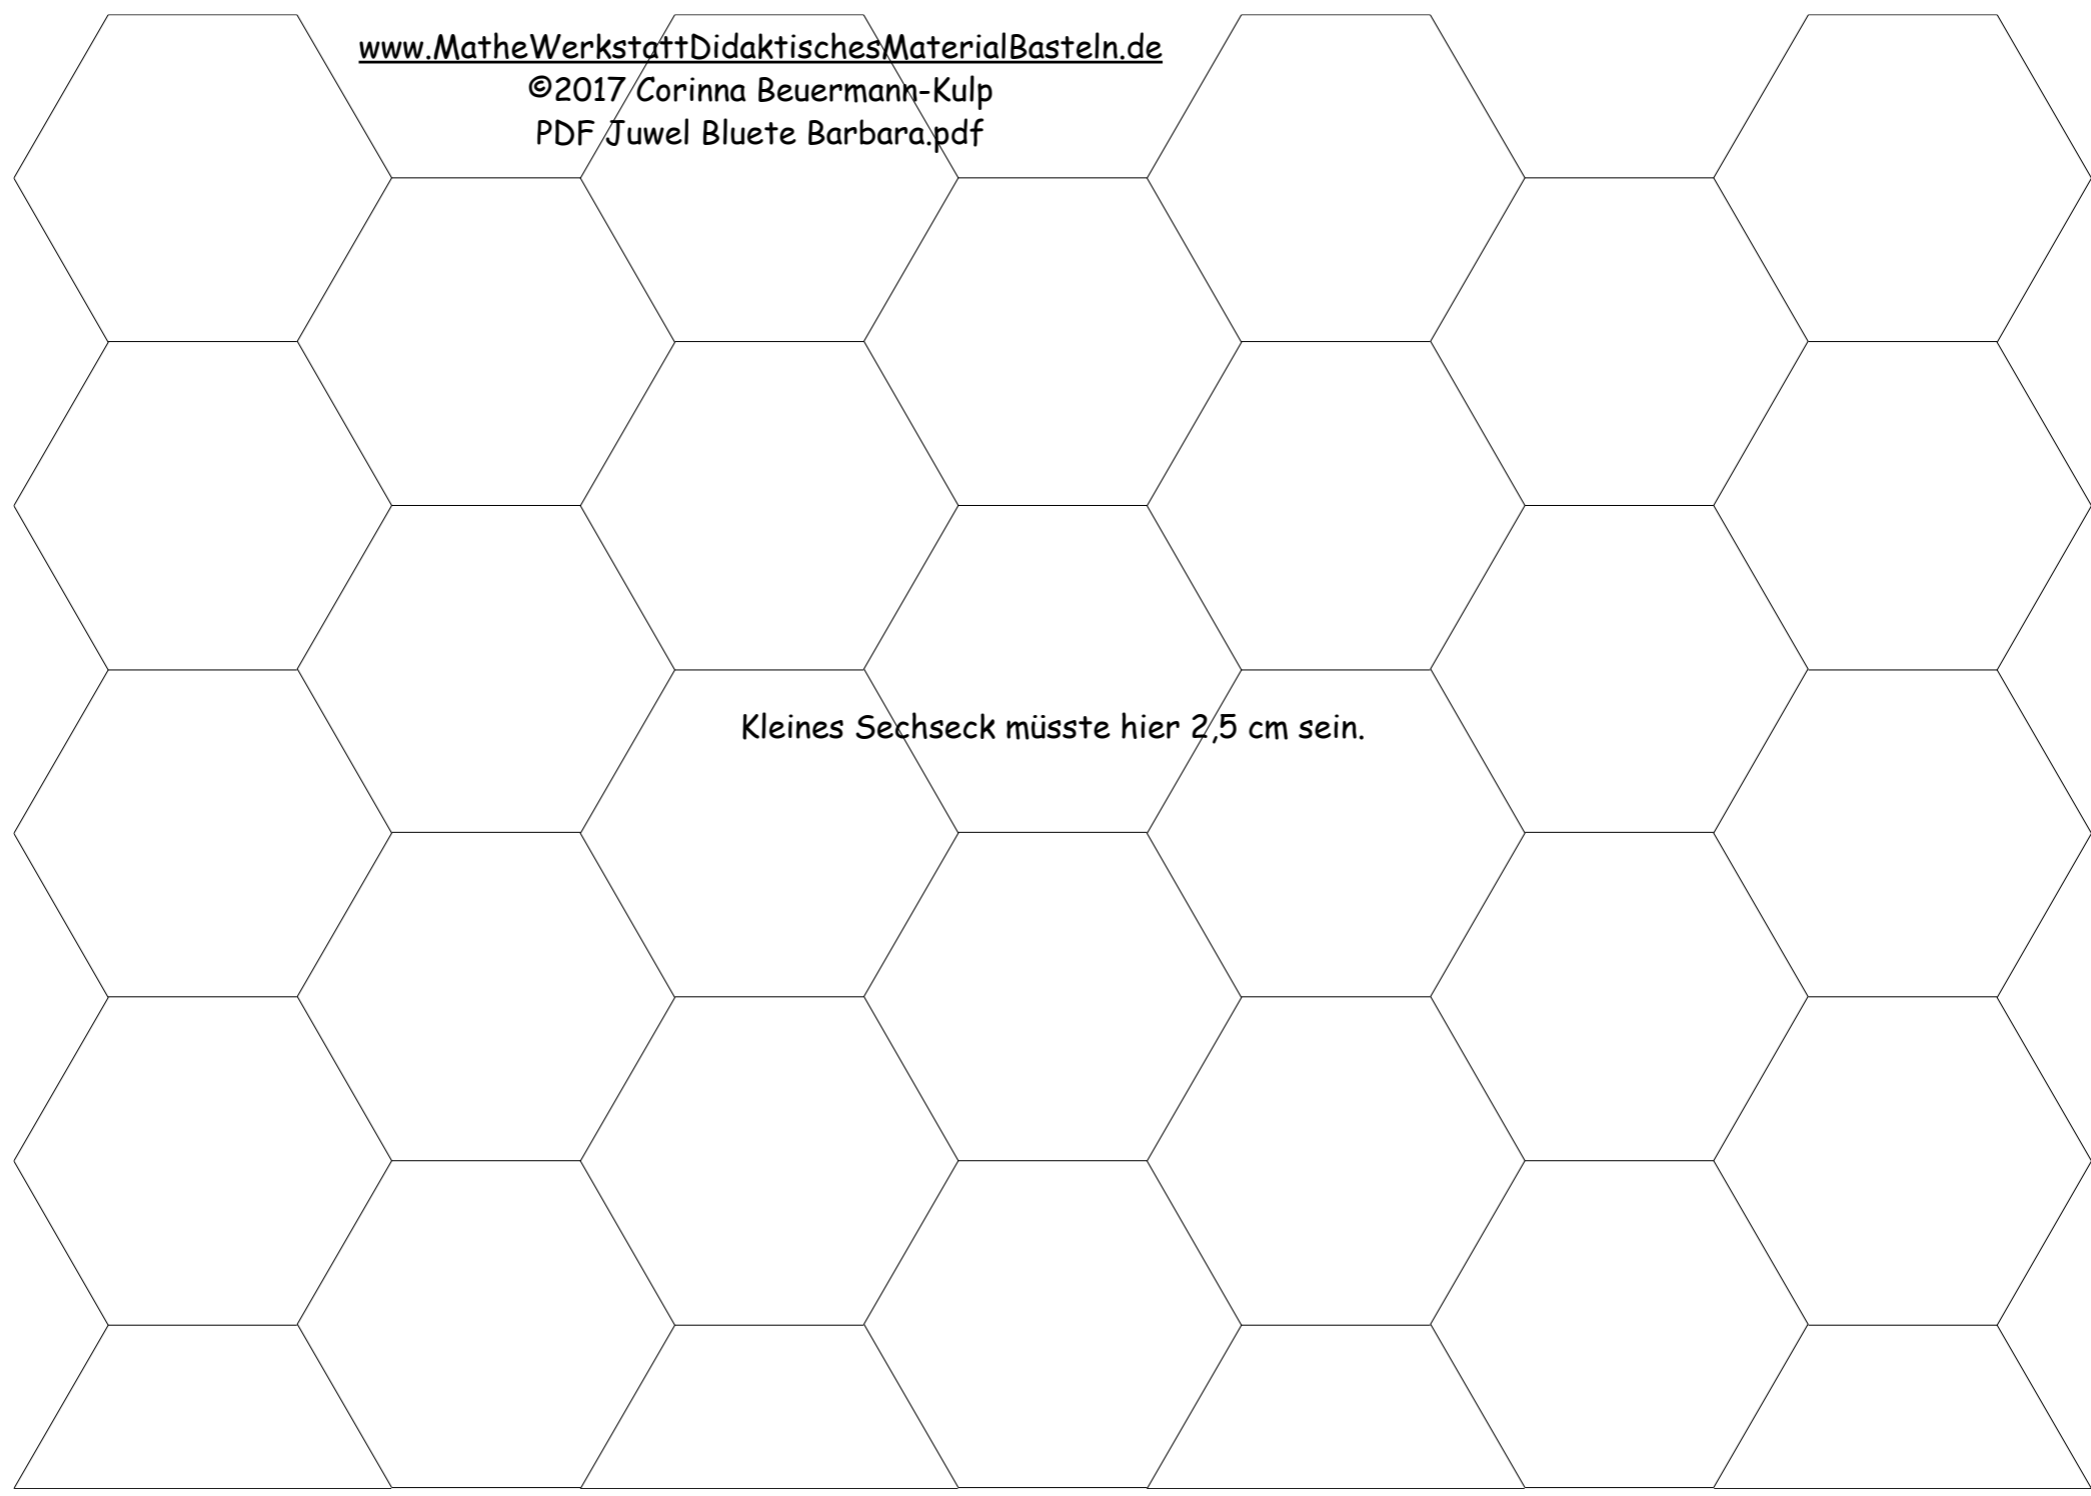 www.MatheWerkstattDidaktischesMaterialBasteln.de
©2017 Corinna Beuermann-Kulp
PDF Juwel Bluete Barbara.pdf
Kleines Sechseck müsste hier 2,5 cm sein.